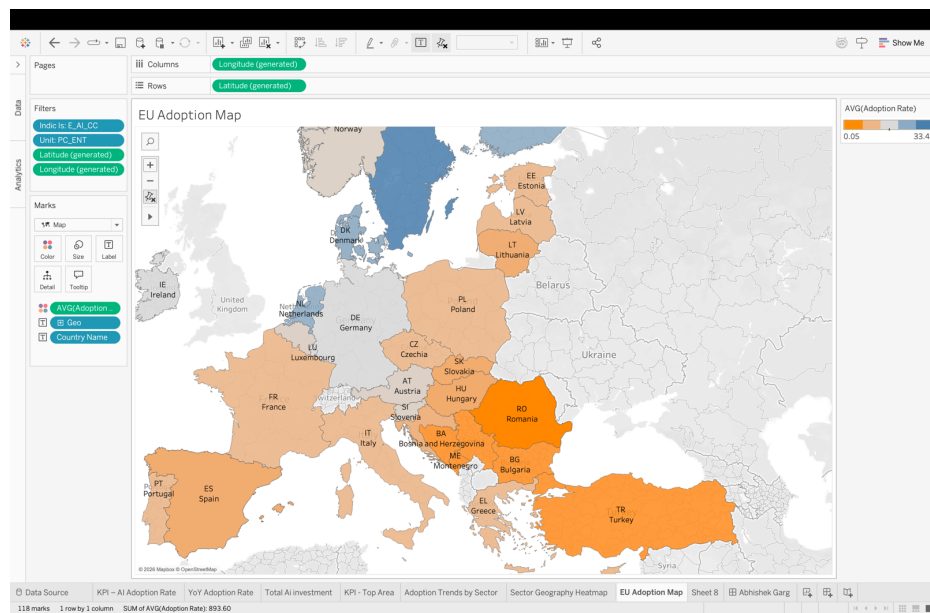 Show Me
Pages
iii Columns
Longitude (generated)
Rows
Latitude (generated)
Data
Analytics
Filters
Indic Is: E_AI_CC
Unit: PC_ENT
Latitude (generated)
Longitude (generated)
Marks
Map
Color
Size
Label
Detail
Tooltip
AVG(Adoption ..
Geo
Country Name
EU Adoption Map
AVG(Adoption Rate)
0.05
33.4
Norway
EE
Estonia
LV
Latvia
DK
Denmark
LT
Lithuania
IE
Ireland
United
Kingdom
NL
Netherlands
Belarus
PL
Poland
DE
Germany
LU
Luxembourg
CZ
Czechia
SK
Slovakia
Ukraine
AT
Austria
HU
Hungary
FR
France
witzerland
SI
Slovenia
RO
Romania
IT
Italy
BA
Bosnia and Herzegovina
ME
Montenegro
BG
Bulgaria
PT
Portugal
ES
Spain
EL
Greece
TR
Turkey
Syria
© 2026 Mapbox © OpenStreetMap
Data Source
KPI – AI Adoption Rate
YoY Adoption Rate
Total Ai investment
KPI - Top Area
Adoption Trends by Sector
Sector Geography Heatmap
EU Adoption Map
Sheet 8
Abhishek Garg
118 marks
1 row by 1 column
SUM of AVG(Adoption Rate): 893.60